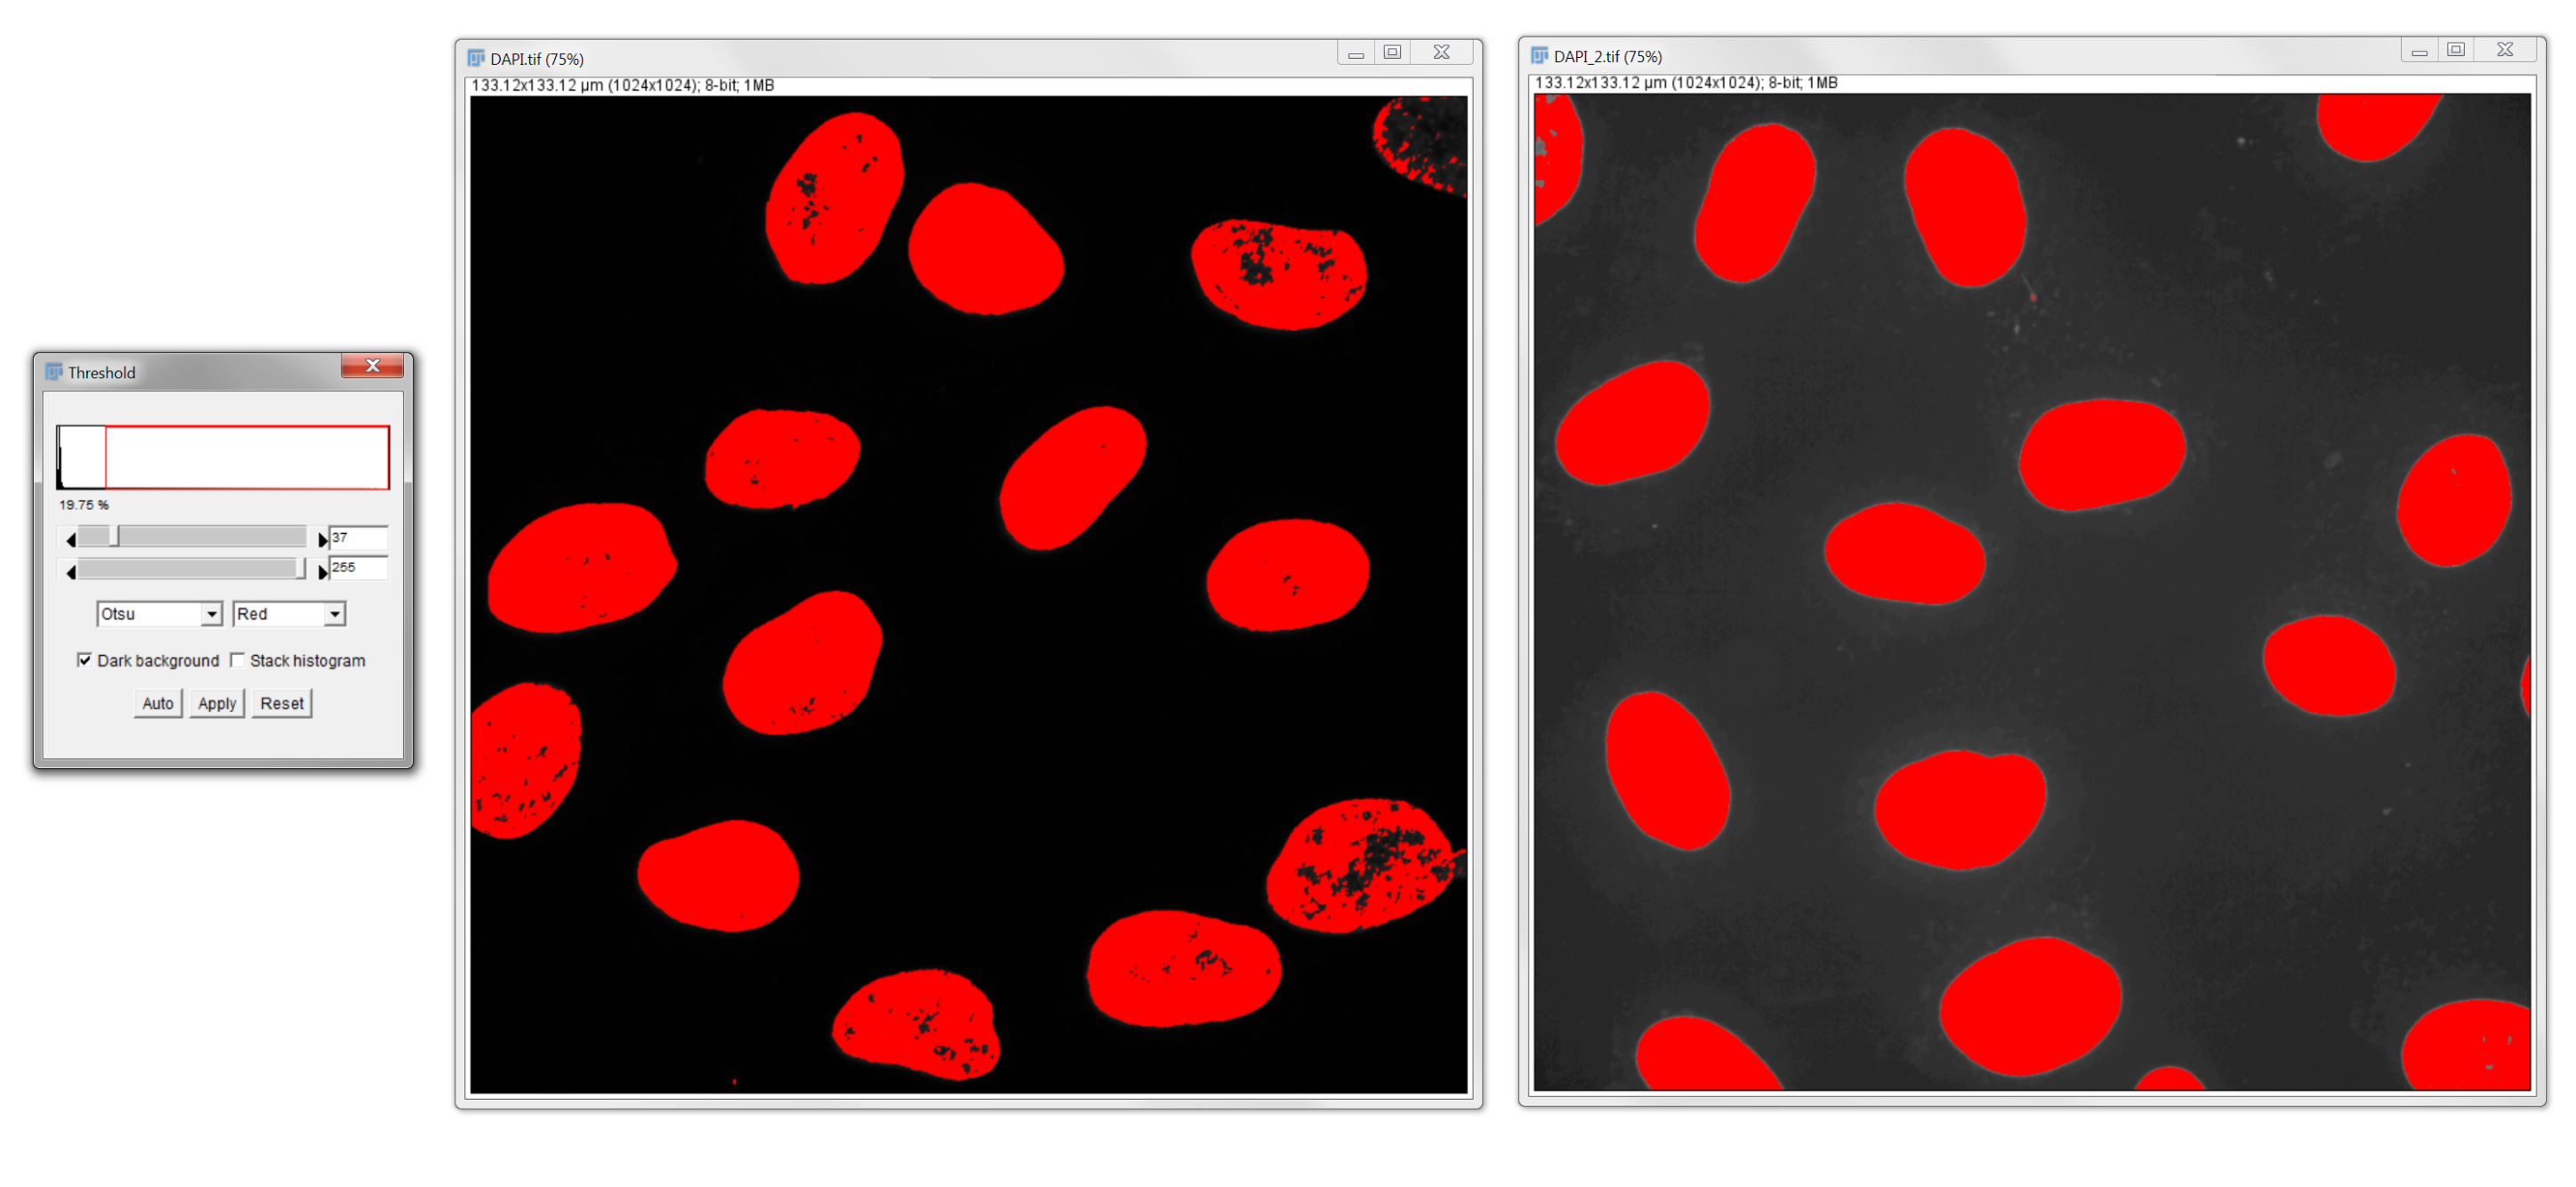 Threshold
19.75 %
37
255
Otsu Red
Dark background Stack histogram
Auto Apply Reset
DAPI.tif (75%)
133.12x133.12 µm (1024x1024); 8-bit; 1MB
DAPI_2.tif (75%)
133.12x133.12 µm (1024x1024); 8-bit; 1MB